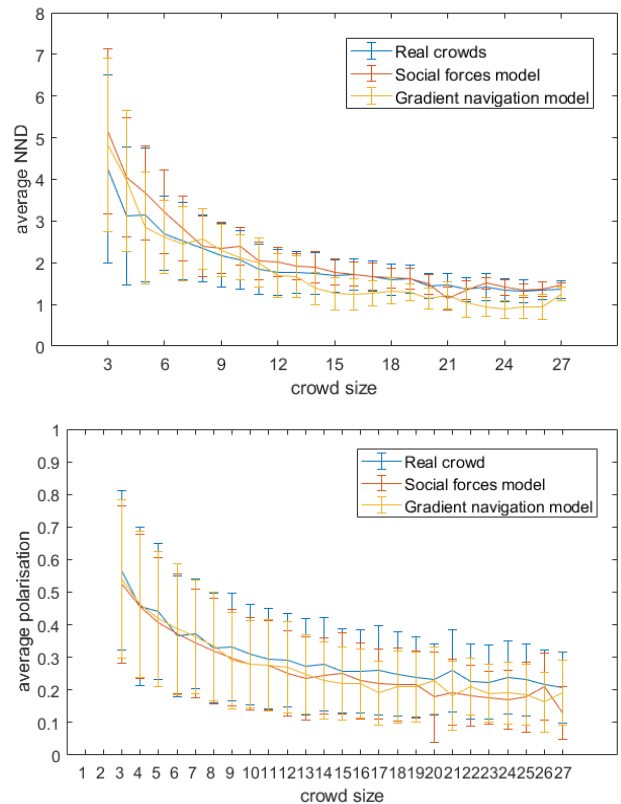 8
7
6
5
4
3
2
1
0
average NND
Real crowds
Social forces model
Gradient navigation model
3 6 9 12 15 18 21 24 27
crowd size
1
0.9
0.8
0.7
0.6
0.5
0.4
0.3
0.2
0.1
0
average polarisation
Real crowd
Social forces model
Gradient navigation model
1 2 3 4 5 6 7 8 9 10 11 12 13 14 15 16 17 18 19 20 21 22 23 24 25 26 27
crowd size